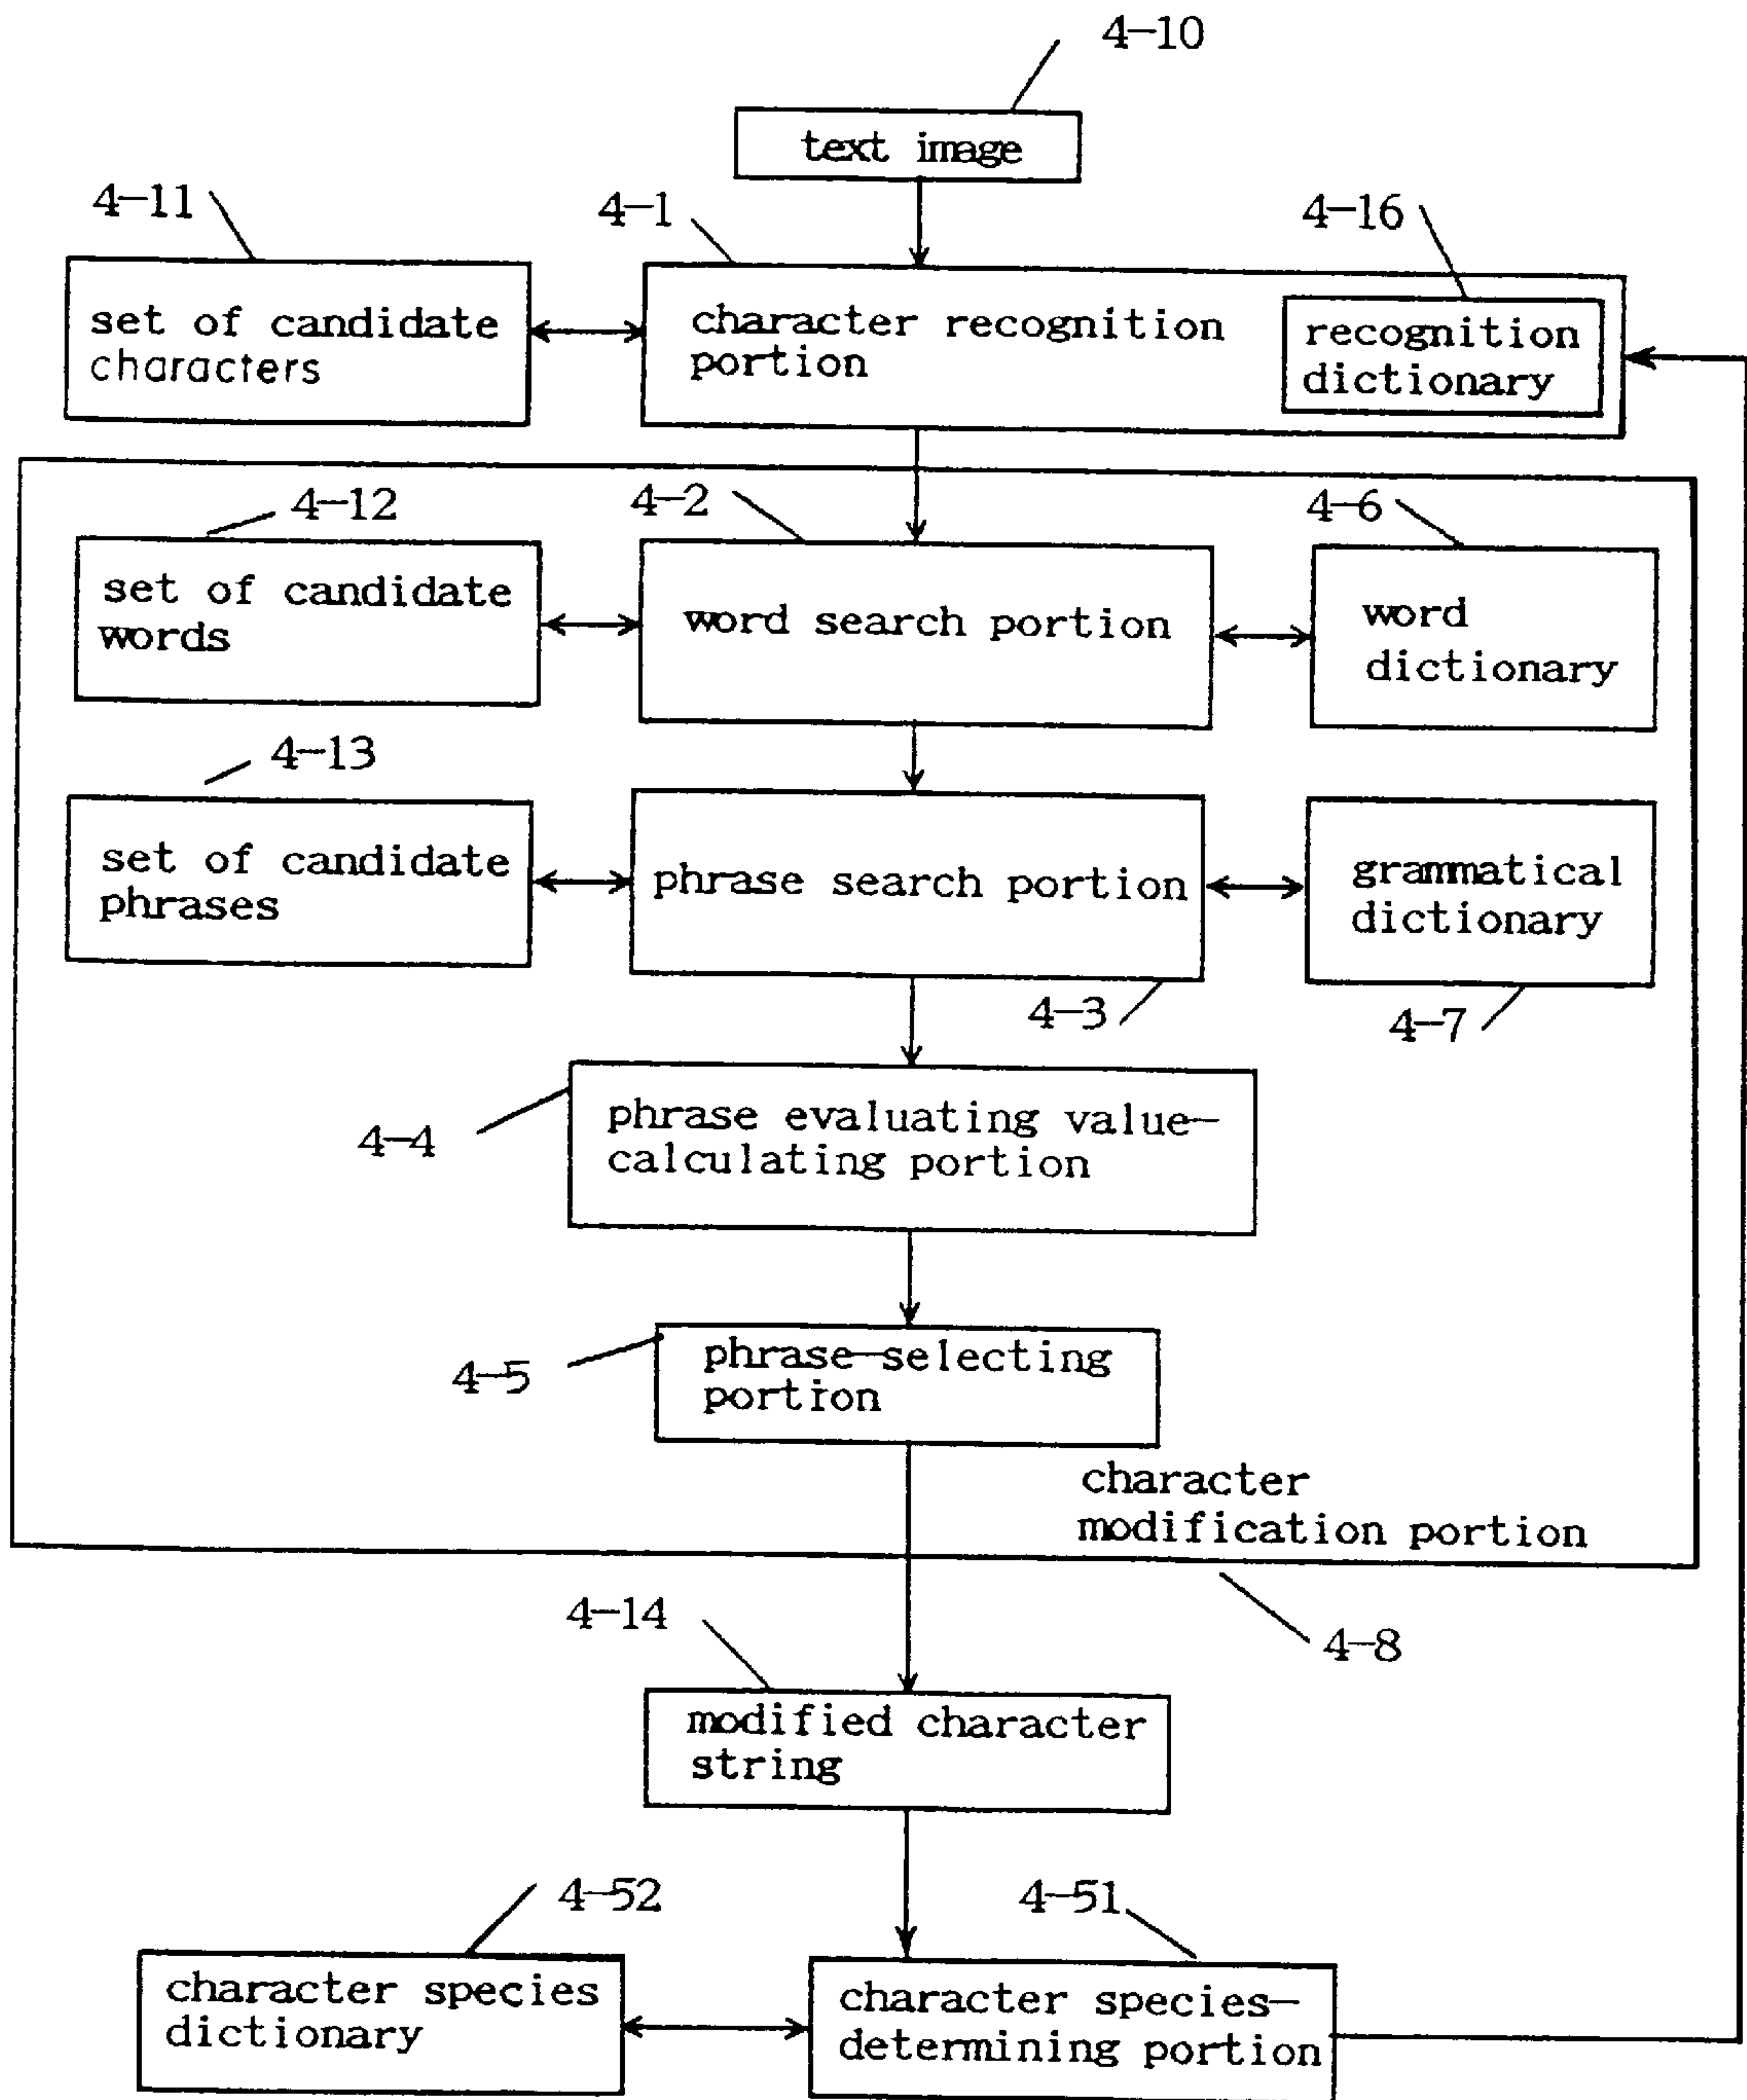 4-10
text image
4-11
4-1
4-16
set of candidate
characters
character recognition
portion
recognition
dictionary
4-12
4-2
4-6
set of candidate
words
word search portion
word
dictionary
4-13
set of candidate
phrases
phrase search portion
grammatical
dictionary
4-3
4-7
4-4
phrase evaluating value-
calculating portion
4-5
phrase-selecting
portion
character
modification portion
4-14
4-8
modified character
string
4-52
4-51
character species
dictionary
character species-
determining portion